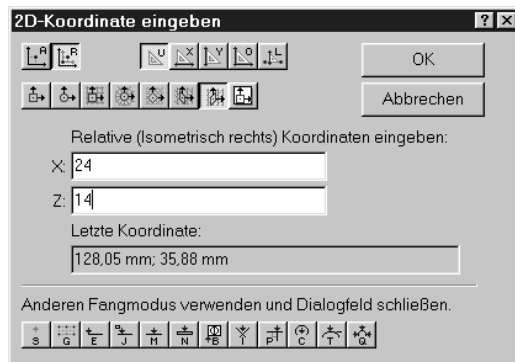 2D-Koordinate eingeben
A R U X Y O L
OK
Abbrechen
Relative (Isometrisch rechts) Koordinaten eingeben:
X: 24
Z: 14
Letzte Koordinate:
128,05 mm; 35,88 mm
Anderen Fangmodus verwenden und Dialogfeld schließen.
S G E J M N B I P C T Q